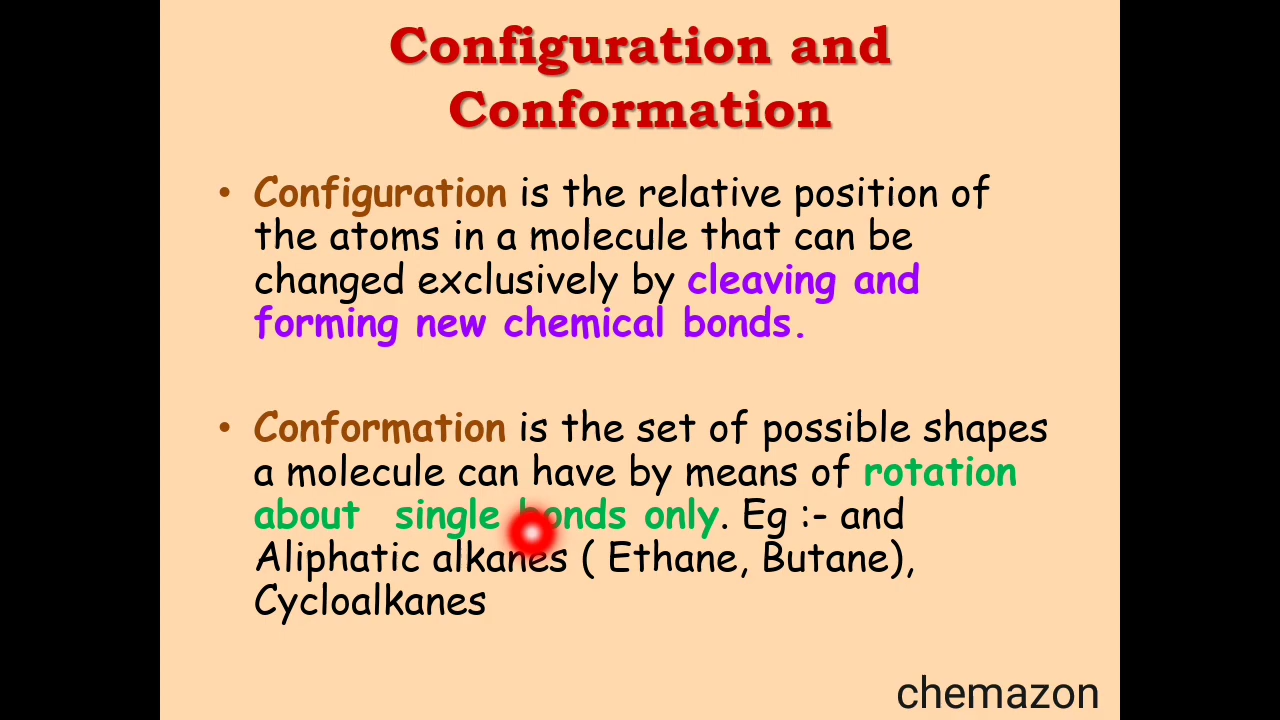 Configuration and
Conformation
• Configuration is the relative position of
the atoms in a molecule that can be
changed exclusively by cleaving and
forming new chemical bonds.
• Conformation is the set of possible shapes
a molecule can have by means of rotation
about single bonds only. Eg :- and
Aliphatic alkanes ( Ethane, Butane),
Cycloalkanes
chemazon